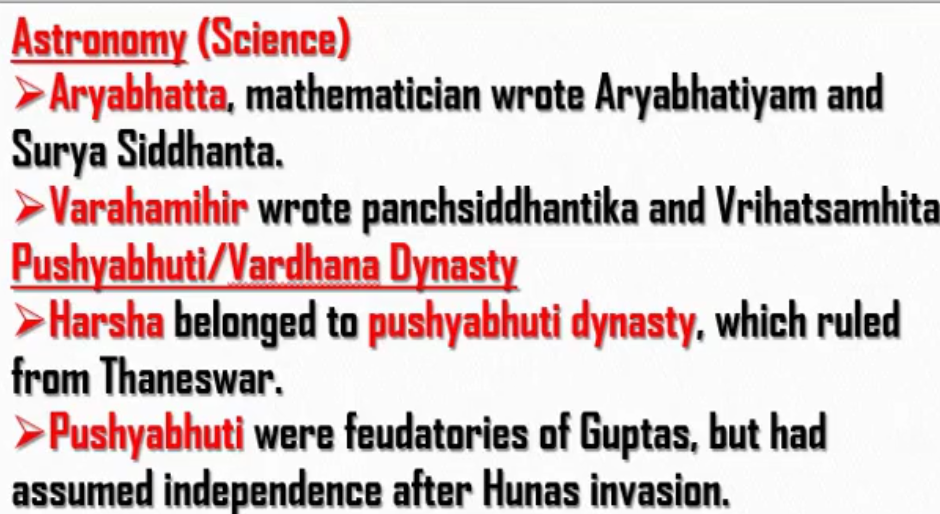 Astronomy (Science)
➢Aryabhatta, mathematician wrote Aryabhatiyam and
Surya Siddhanta.
➢Varahamihir wrote panchsiddhantika and Vrihatsamhita
Pushyabhuti/Vardhana Dynasty
➢Harsha belonged to pushyabhuti dynasty, which ruled
from Thaneswar.
➢Pushyabhuti were feudatories of Guptas, but had
assumed independence after Hunas invasion.